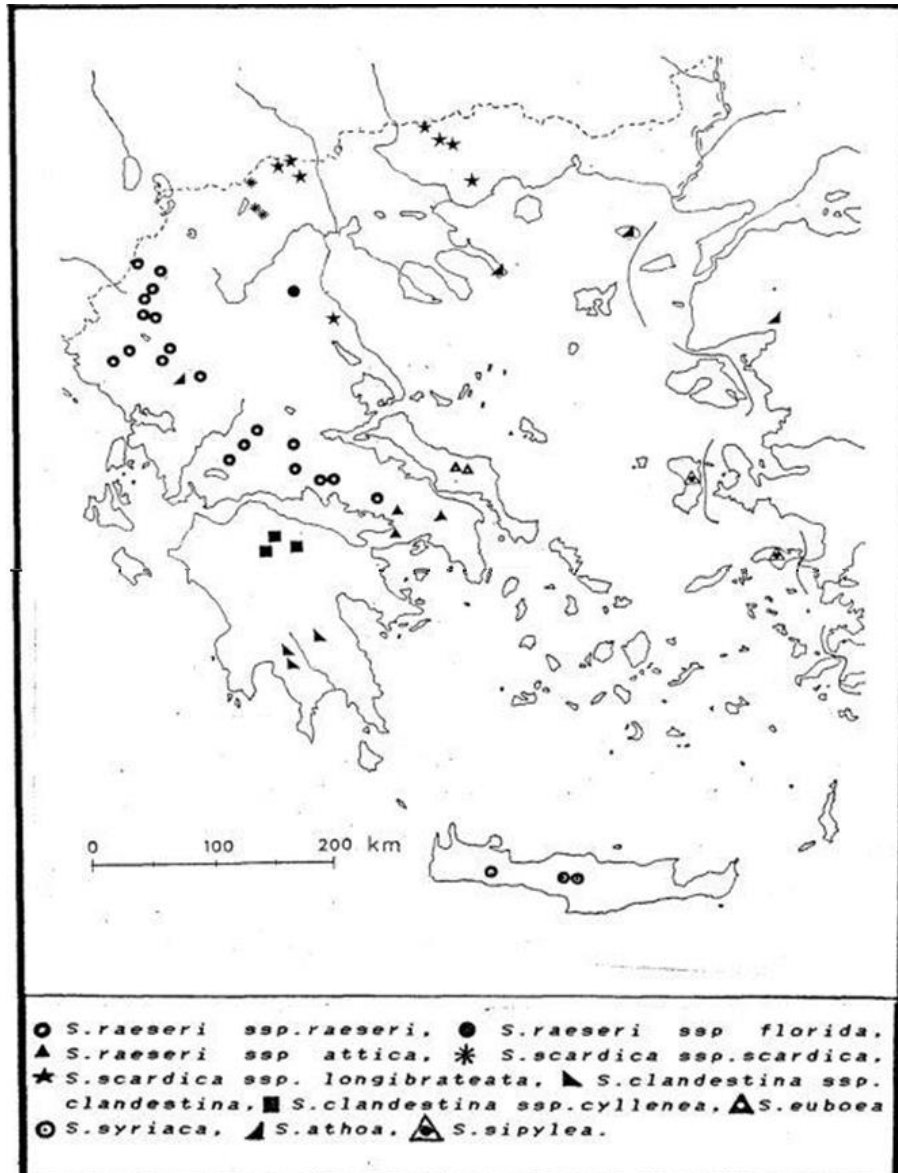 0 100 200 km
S.raeseri ssp.raeseri, S.raeseri ssp florida,
S.raeseri ssp attica, S.scardica ssp.scardica,
S.scardica ssp. longibrateata, S.clandestina ssp.
clandestina, S.clandestina ssp.cyllenea, S.euboea
S.syriaca, S.athoa, S.sipylea.